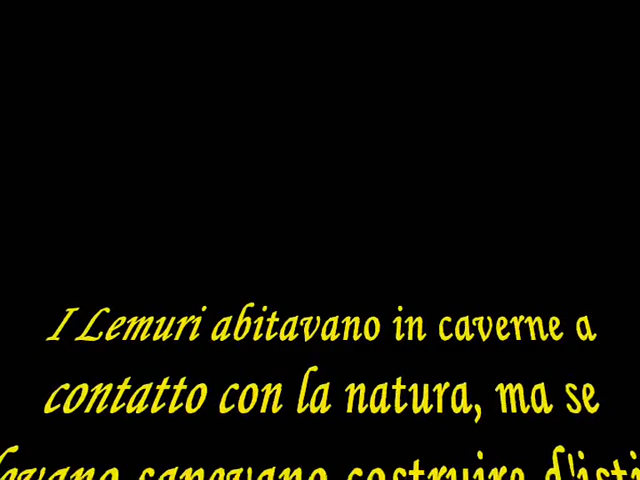 I Lemuri abitavano in caverne a
contatto con la natura, ma se
sapevano costruire